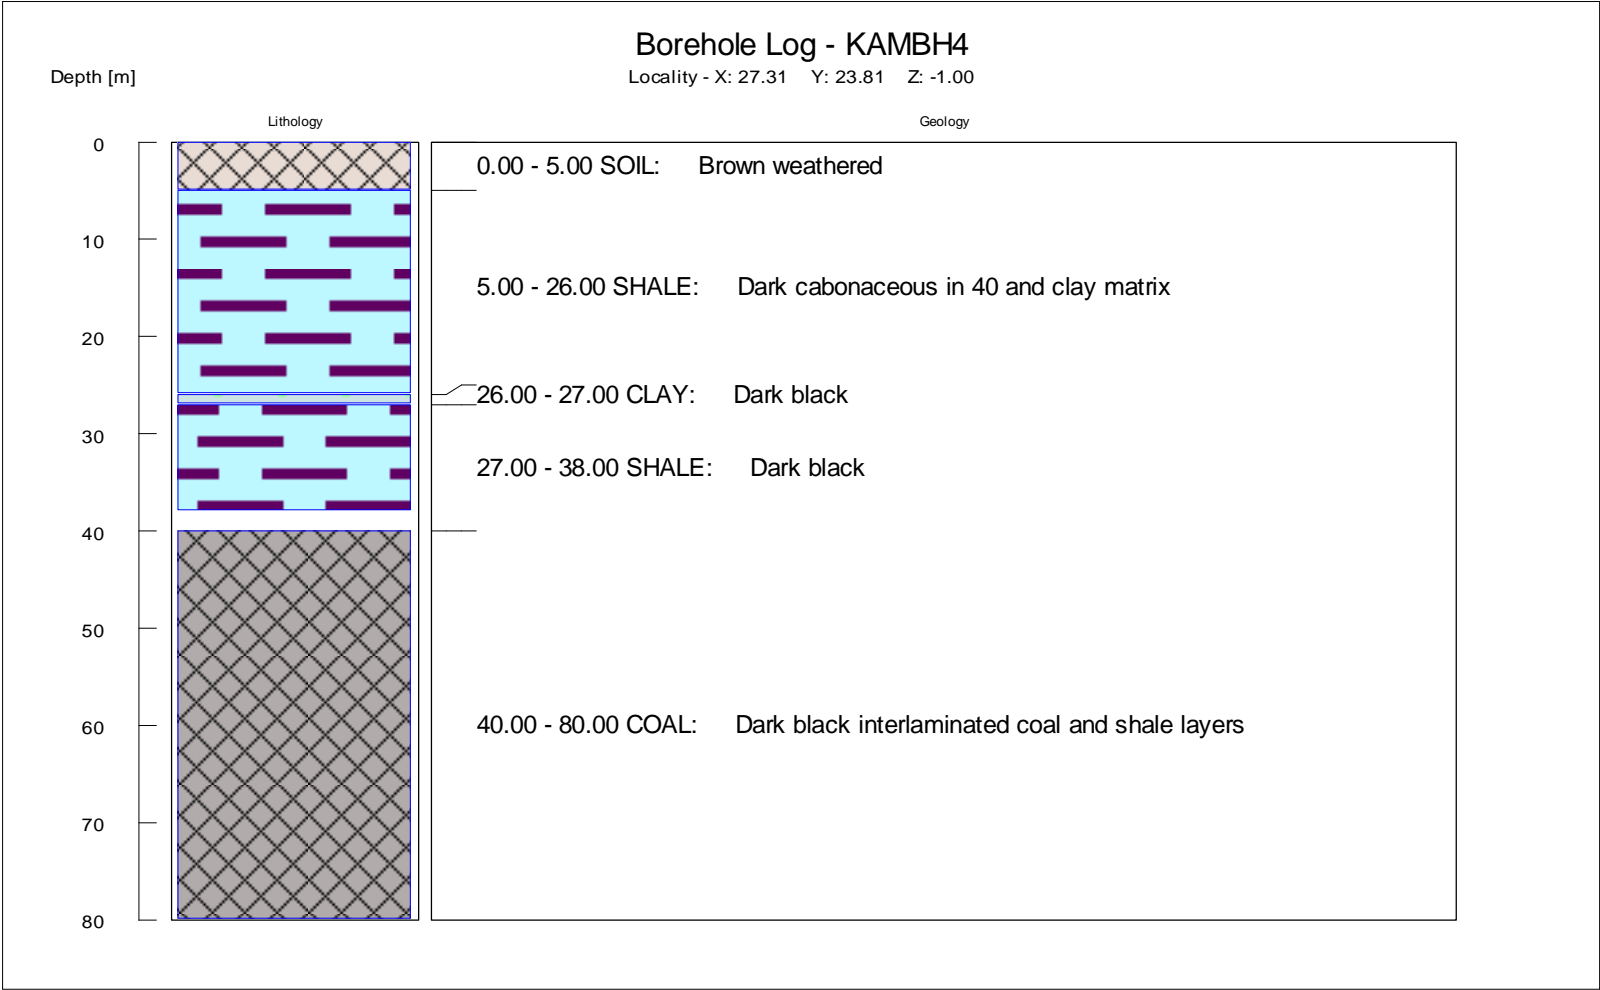 Borehole Log - KAMBH4
Depth [m]
Locality - X: 27.31 Y: 23.81 Z: -1.00
Lithology
Geology
0
0.00 - 5.00 SOIL: Brown weathered
10
5.00 - 26.00 SHALE: Dark cabonaceous in 40 and clay matrix
20
26.00 - 27.00 CLAY: Dark black
30
27.00 - 38.00 SHALE: Dark black
40
50
60
40.00 - 80.00 COAL: Dark black interlaminated coal and shale layers
70
80